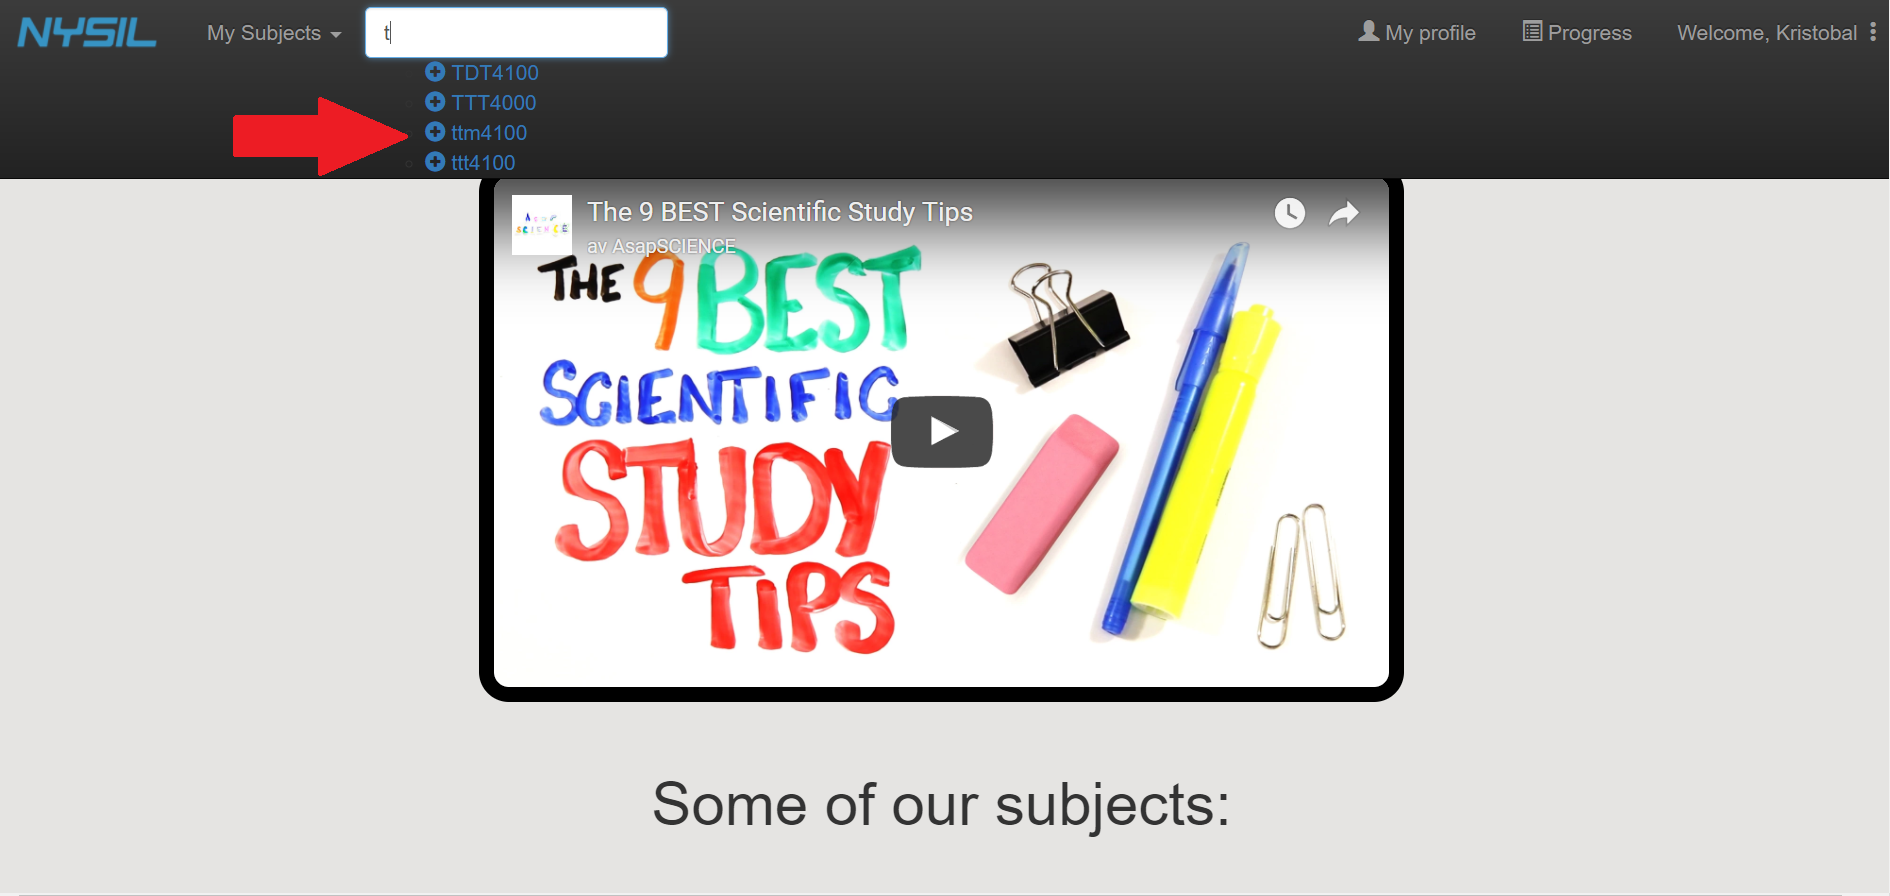 NYSIL My Subjects t My profile Progress Welcome, Kristobal
TDT4100
TTT4000
ttm4100
ttt4100
The 9 BEST Scientific Study Tips
av AsapSCIENCE
ASAP
SCIENCE
THE 9 BEST
SCIENTIFIC
STUDY
TiPS
Some of our subjects: